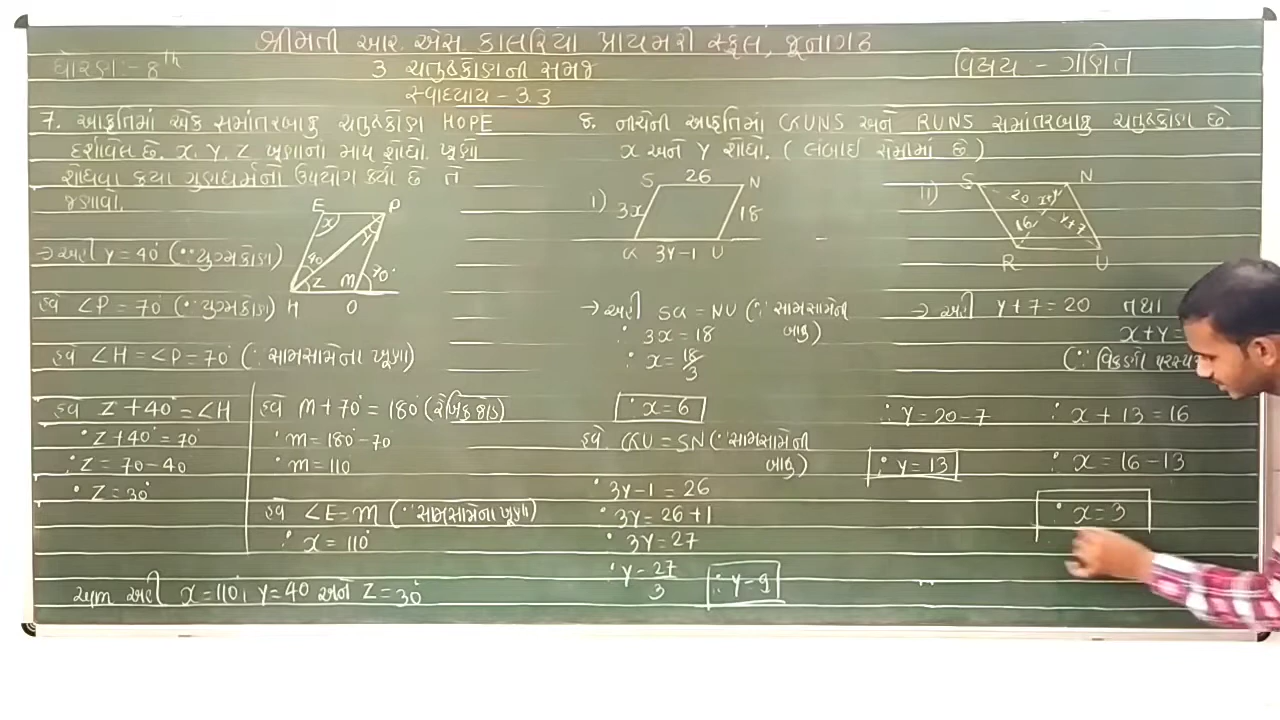 શ્રીમતી આર. એસ. કાલરિયા પ્રાયમરી સ્કૂલ, જૂનાગઢ
ધોરણ:- 8th
3 ચતુષ્કોણની સમજ
વિષય :- ગણિત
સ્વાધ્યાય - 3.3
7. આકૃતિમાં એક સમાંતરબાજુ ચતુષ્કોણ HOPE
દર્શાવેલ છે. x, y, z ખૂણાના માપ શોધો. ખૂણા
શોધવા કયા ગુણધર્મનો ઉપયોગ કર્યો છે તે
જણાવો.
E P
x y
40
z m 70°
H O
→ અહીં y = 40° (∵ યુગ્મકોણ)
હવે ∠P = 70° (∵ યુગ્મકોણ)
હવે ∠H = ∠P = 70° (∵ સામસામેના ખૂણા)
હવે z + 40° = ∠H
∴ z + 40° = 70°
∴ z = 70 - 40
∴ z = 30°
હવે m + 70° = 180° (રૈખિક જોડ)
∴ m = 180° - 70
∴ m = 110
હવે ∠E = m (∵ સામસામેના ખૂણા)
∴ x = 110°
આમ અહીં x = 110°, y = 40 અને z = 30°
8. નીચેની આકૃતિમાં GUNS અને RUNS સમાંતરબાજુ ચતુષ્કોણ છે.
x અને y શોધો. (લંબાઈ સેમીમાં છે)
i)
S 26 N
3x 18
G 3y-1 U
→ અહીં SG = NU (∵ સામસામેની
બાજુ)
∴ 3x = 18
∴ x = 18/3
∴ x = 6
હવે GU = SN (∵ સામસામેની
બાજુ)
∴ 3y - 1 = 26
∴ 3y = 26 + 1
∴ 3y = 27
∴ y = 27/3
∴ y = 9
ii)
S N
20 x+y
16 y+7
R U
→ અહીં y + 7 = 20 તથા
x + y =
(∵ વિકર્ણો
∴ y = 20 - 7
∴ y = 13
∴ x + 13 = 16
∴ x = 16 - 13
∴ x = 3